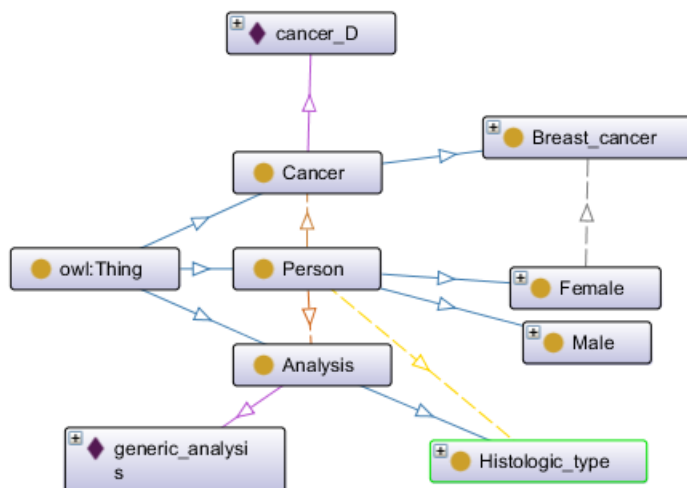 cancer_D
Breast_cancer
Cancer
owl:Thing
Person
Female
Male
Analysis
generic_analysi
s
Histologic_type